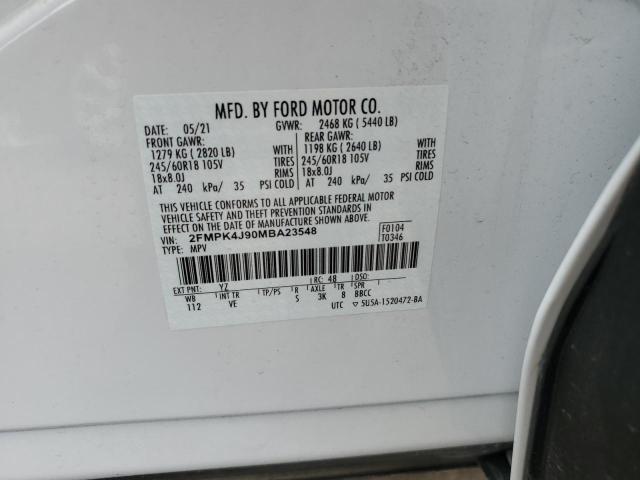 MFD. BY FORD MOTOR CO.
DATE: 05/21 GVWR: 2468 KG ( 5440 LB)
FRONT GAWR: REAR GAWR:
1279 KG ( 2820 LB) WITH 1198 KG ( 2640 LB) WITH
245/60R18 105V TIRES 245/60R18 105V TIRES
18x8.0J RIMS 18x8.0J RIMS
AT 240 kPa/ 35 PSI COLD AT 240 kPa/ 35 PSI COLD
THIS VEHICLE CONFORMS TO ALL APPLICABLE FEDERAL MOTOR
VEHICLE SAFETY AND THEFT PREVENTION STANDARDS IN
EFFECT ON THE DATE OF MANUFACTURE SHOWN ABOVE.
VIN: 2FMPK4J90MBA23548 F0104
TYPE: MPV T0346
EXT PNT: YZ RC: 48 DSO:
WB INT TR TP/PS R AXLE TR SPR
112 VE 5 3K 8 BBCC
UTC ▽ 5U5A-1520472-BA